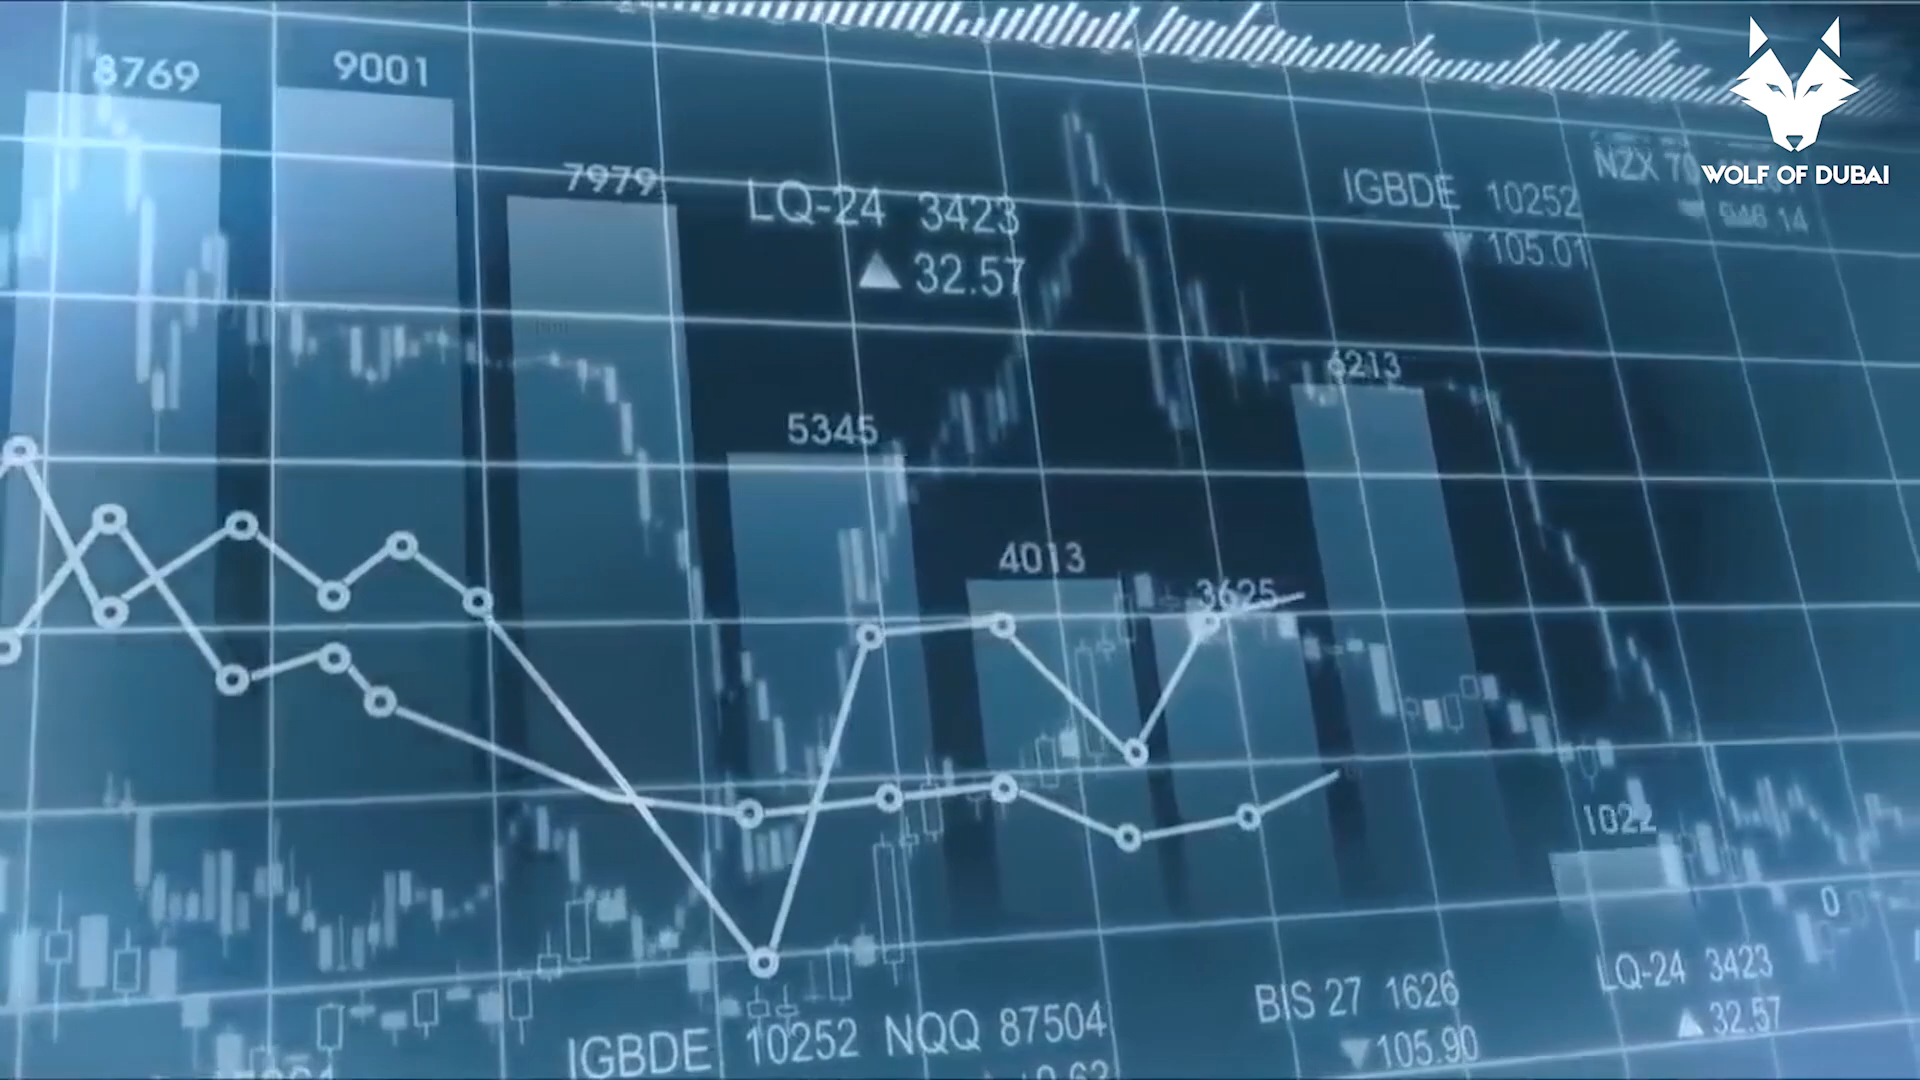 8769
9001
7979
LQ-24 3423
▲ 32.57
IGBDE 10252
▼ 105.01
NZX
WOLF OF DUBAI
6213
5345
4013
3625
1022
0
LQ-24 3423
▲ 32.57
BIS 27 1626
▼ 105.90
IGBDE 10252 NQQ 87504